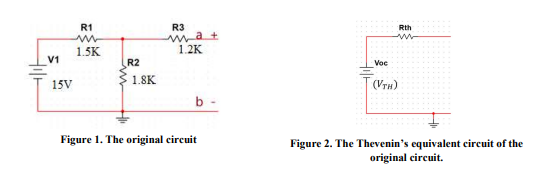 R1
1.5K
R3
a +
1.2K
V1
15V
R2
1.8K
b -
Figure 1. The original circuit
Rth
Voc
(VTH)
Figure 2. The Thevenin's equivalent circuit of the
original circuit.